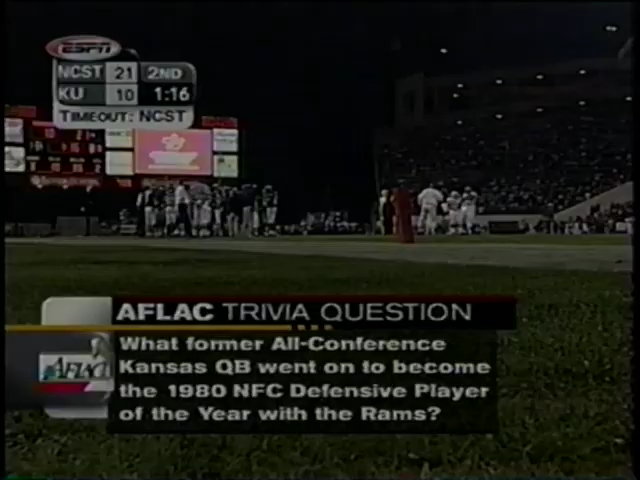 ESPN
NCST 21 2ND
KU 10 1:16
TIMEOUT: NCST
AFLAC TRIVIA QUESTION
AFLAC
What former All-Conference
Kansas QB went on to become
the 1980 NFC Defensive Player
of the Year with the Rams?